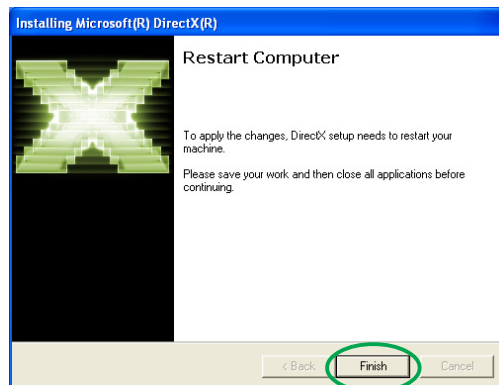 Installing Microsoft(R) DirectX(R)
Restart Computer
To apply the changes, DirectX setup needs to restart your
machine.
Please save your work and then close all applications before
continuing.
< Back Finish Cancel